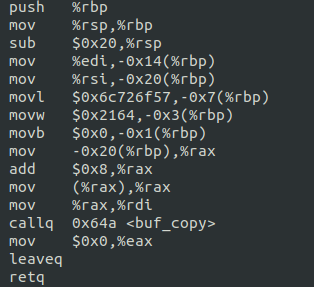 push   %rbp
mov    %rsp,%rbp
sub    $0x20,%rsp
mov    %edi,-0x14(%rbp)
mov    %rsi,-0x20(%rbp)
movl   $0x6c726f57,-0x7(%rbp)
movw   $0x2164,-0x3(%rbp)
movb   $0x0,-0x1(%rbp)
mov    -0x20(%rbp),%rax
add    $0x8,%rax
mov    (%rax),%rax
mov    %rax,%rdi
callq  0x64a <buf_copy>
mov    $0x0,%eax
leaveq
retq